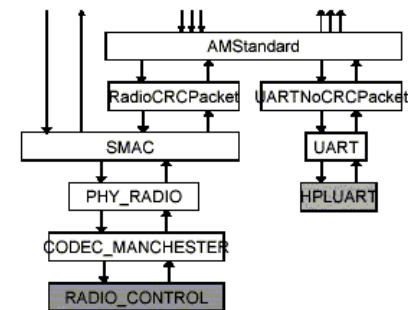 AMStandard
RadioCRCPacket UARTNoCRCPacket
SMAC UART
PHY_RADIO HPLUART
CODEC_MANCHESTER
RADIO_CONTROL